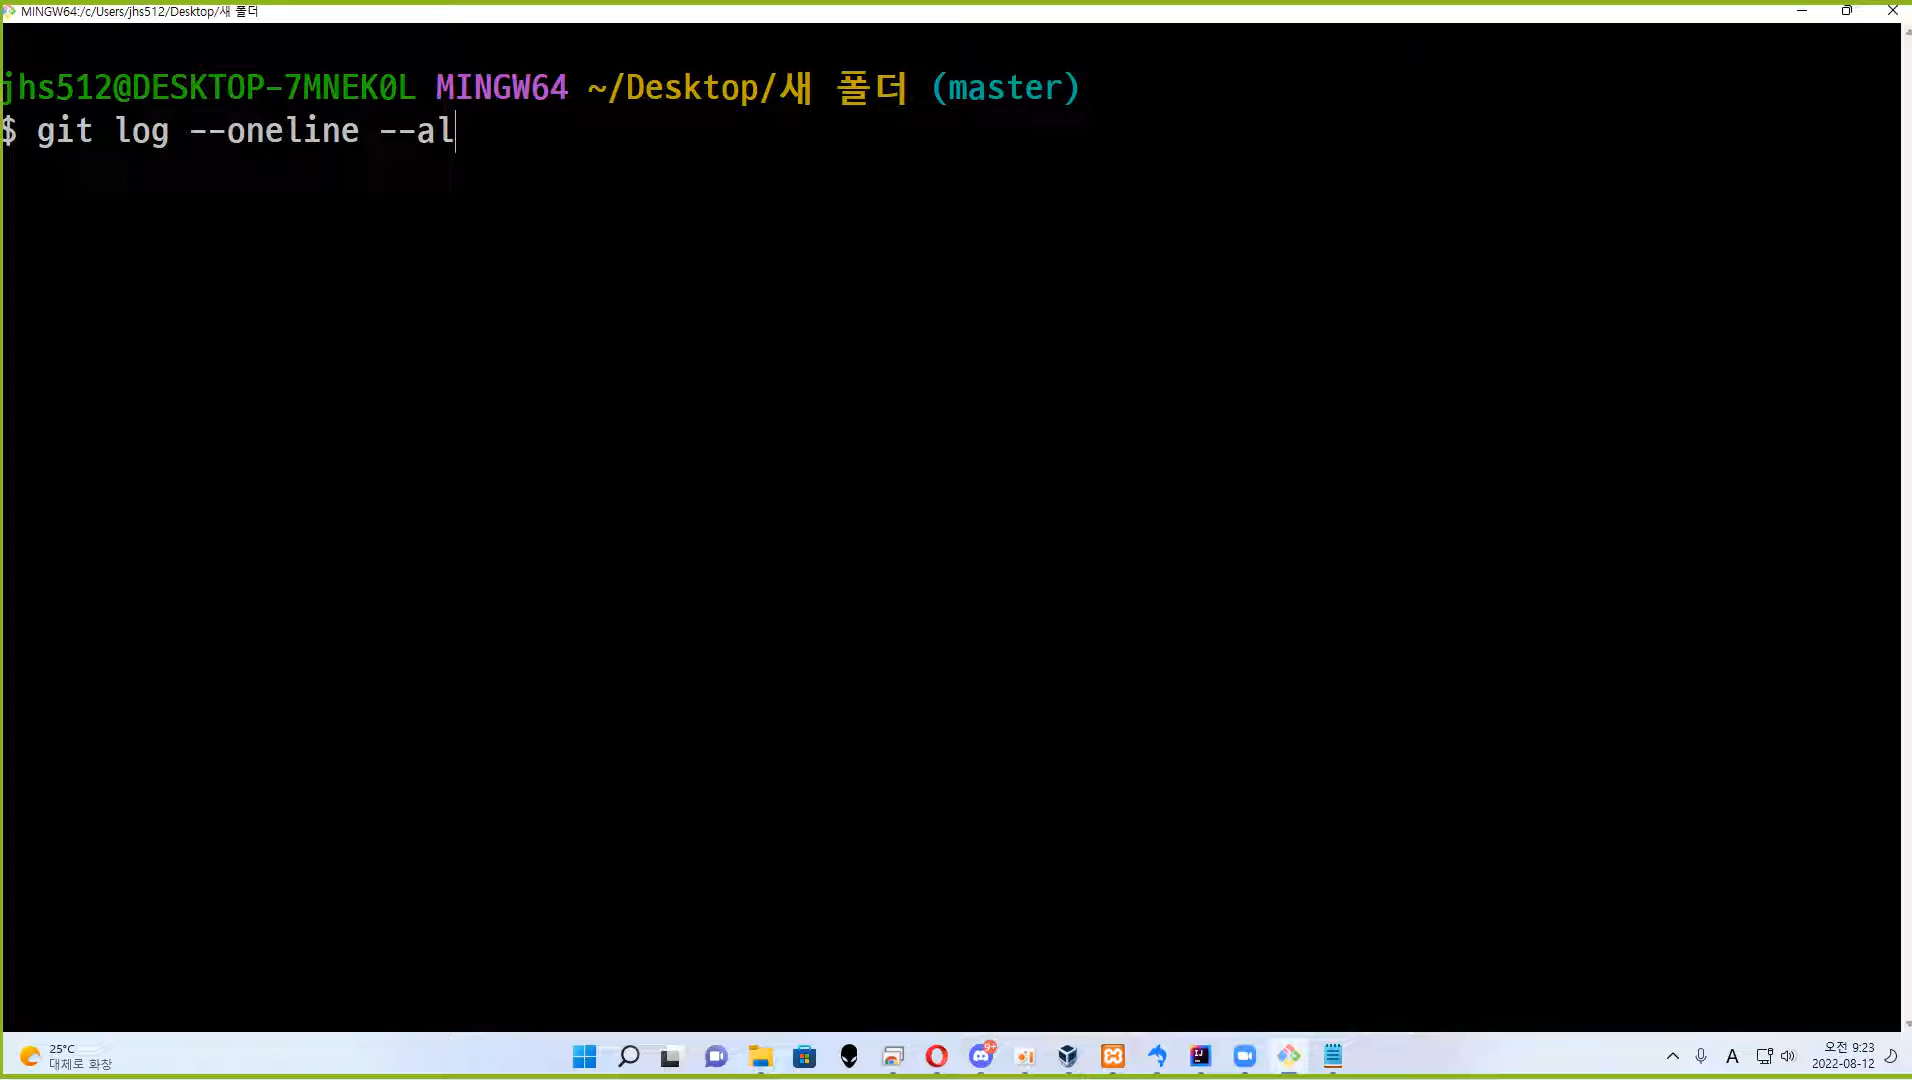 MINGW64:/c/Users/jhs512/Desktop/새 폴더
jhs512@DESKTOP-7MNEK0L MINGW64 ~/Desktop/새 폴더 (master)
$ git log --oneline --al
25°C
대체로 화창
9+
A
오전 9:23
2022-08-12